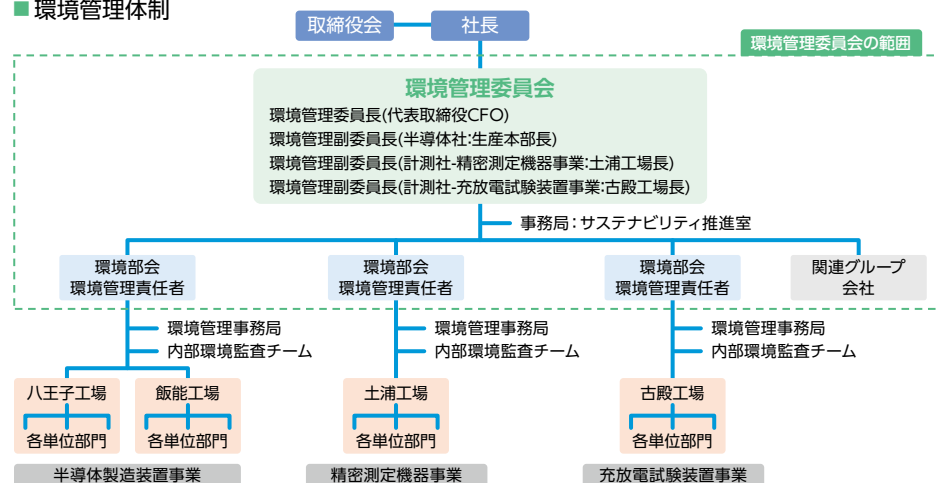 ■環境管理体制
取締役会
社長
環境管理委員会の範囲
環境管理委員会
環境管理委員長(代表取締役CFO)
環境管理副委員長(半導体社:生産本部長)
環境管理副委員長(計測社-精密測定機器事業:土浦工場長)
環境管理副委員長(計測社-充放電試験装置事業:古殿工場長)
事務局：サステナビリティ推進室
環境部会
環境管理責任者
環境部会
環境管理責任者
環境部会
環境管理責任者
関連グループ
会社
環境管理事務局
内部環境監査チーム
環境管理事務局
内部環境監査チーム
環境管理事務局
内部環境監査チーム
八王子工場
各単位部門
飯能工場
各単位部門
土浦工場
各単位部門
古殿工場
各単位部門
半導体製造装置事業
精密測定機器事業
充放電試験装置事業